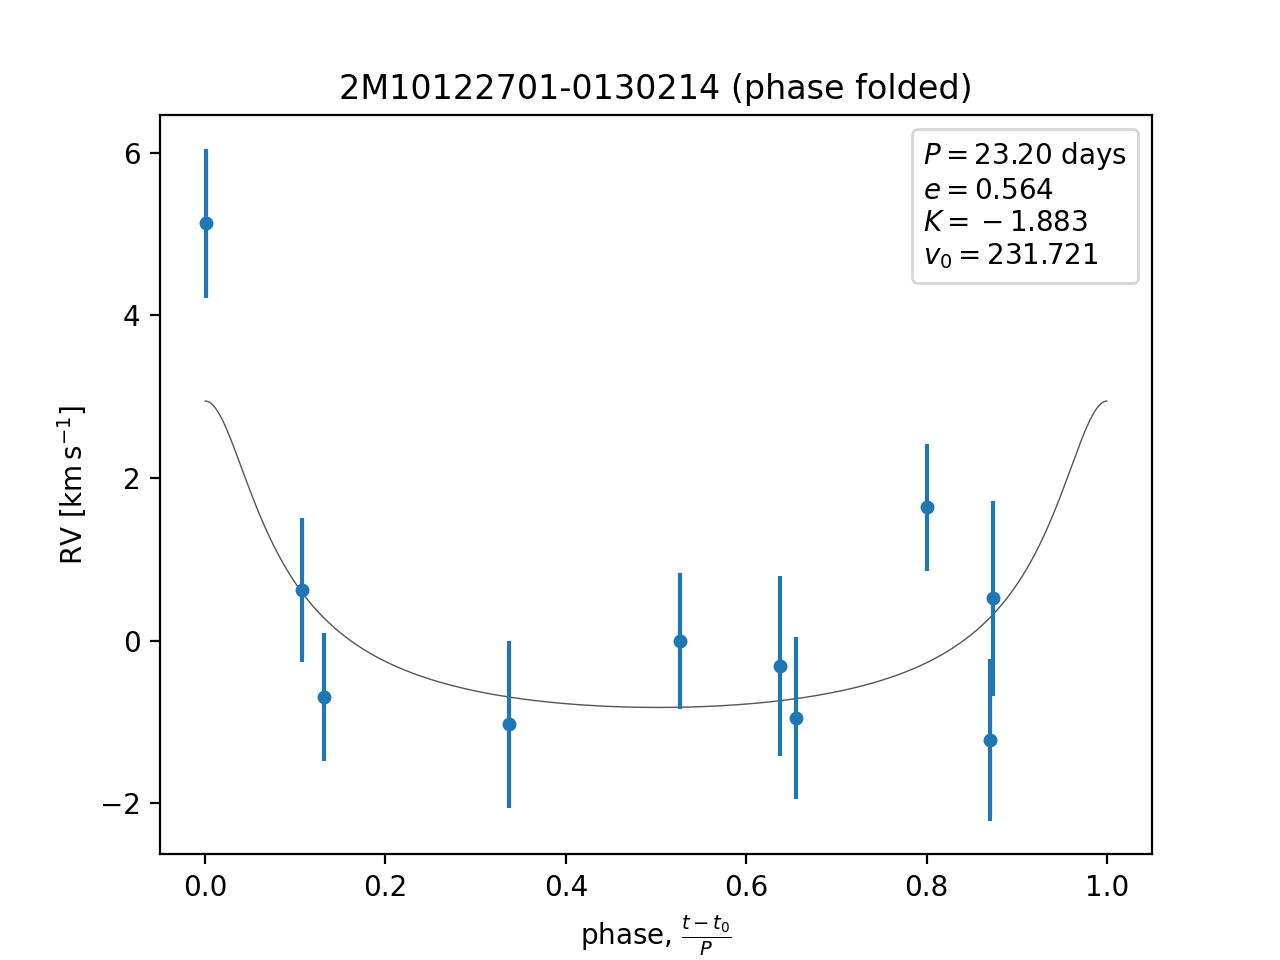 2M10122701-0130214 (phase folded)
P = 23.20 days
e = 0.564
K = −1.883
v₀ = 231.721
6
4
2
0
−2
RV [km s⁻¹]
0.0 0.2 0.4 0.6 0.8 1.0
phase, (t − t₀)/P